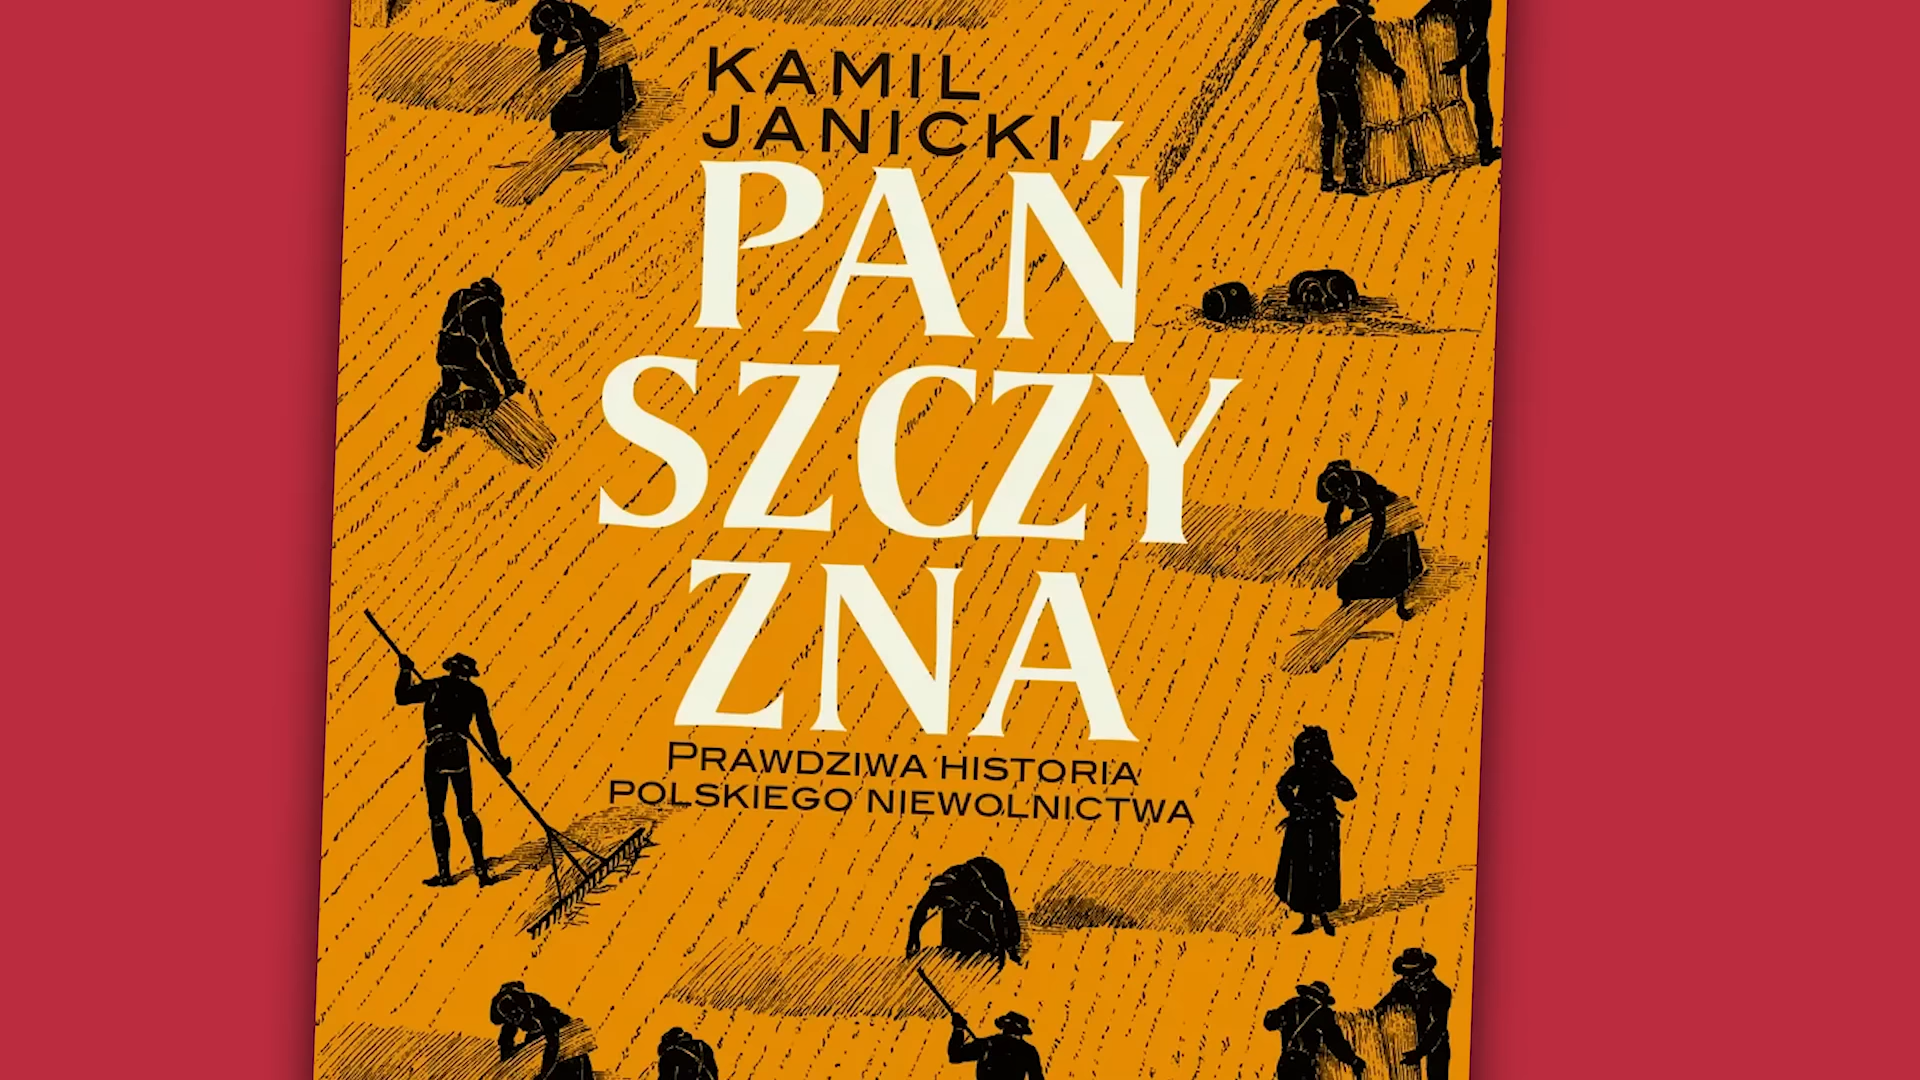 KAMIL
JANICKI
PAŃ
SZCZY
ZNA
PRAWDZIWA HISTORIA
POLSKIEGO NIEWOLNICTWA